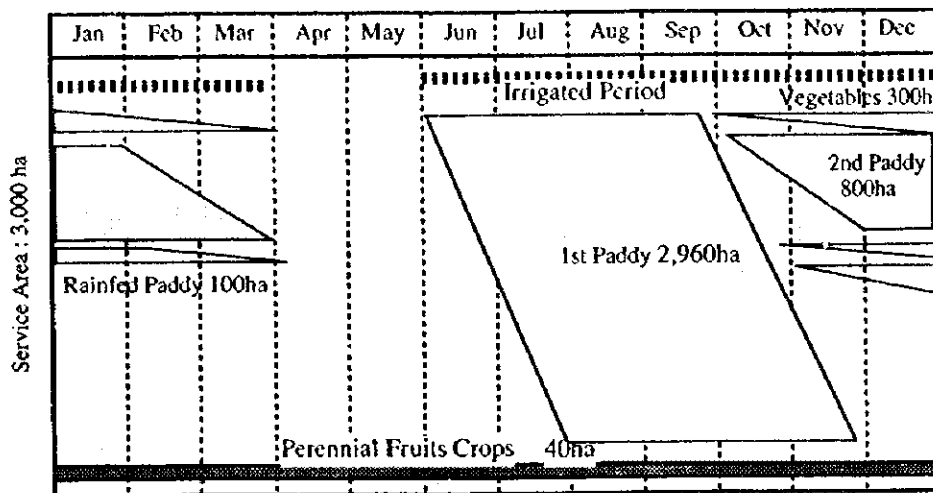 Jan Feb Mar Apr May Jun Jul Aug Sep Oct Nov Dec
Irrigated Period
Vegetables 300h
2nd Paddy
800ha
1st Paddy 2,960ha
Rainfed Paddy 100ha
Service Area : 3,000 ha
Perennial Fruits Crops 40ha